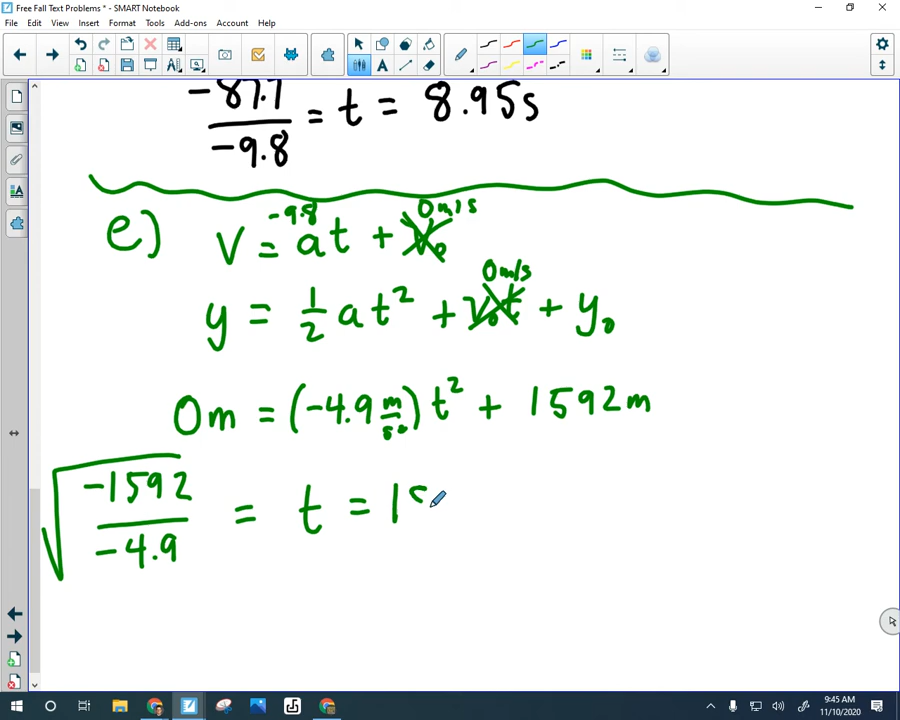 Free Fall Text Problems * - SMART Notebook
File Edit View Insert Format Tools Add-ons Account Help
-87.7
-9.8
= t = 8.95s
e)
V = at + V₀
-9.8
0m/s
y = 1/2 at² + V₀t + y₀
0m/s
0m = (-4.9 m/s²) t² + 1592m
√ -1592
-4.9
= t = 1
9:45 AM
11/10/2020